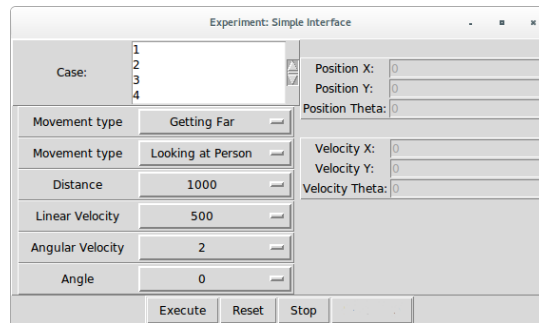 Experiment: Simple Interface
Case:
1
2
3
4
Movement type Getting Far
Movement type Looking at Person
Distance 1000
Linear Velocity 500
Angular Velocity 2
Angle 0
Position X: 0
Position Y: 0
Position Theta: 0
Velocity X: 0
Velocity Y: 0
Velocity Theta: 0
Execute Reset Stop